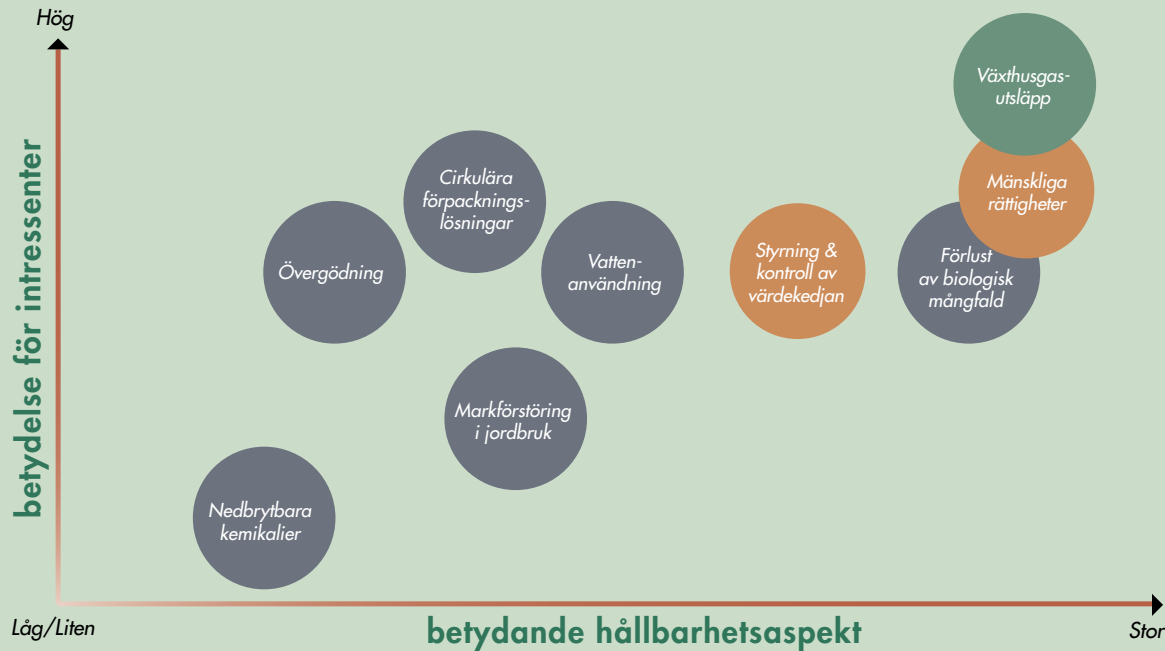 Hög
betydelse för intressenter
Växthusgas-
utsläpp
Mänskliga
rättigheter
Cirkulära
förpacknings-
lösningar
Övergödning
Vatten-
användning
Styrning &
kontroll av
värdekedjan
Förlust
av biologisk
mångfald
Markförstöring
i jordbruk
Nedbrytbara
kemikalier
Låg/Liten
betydande hållbarhetsaspekt
Stor